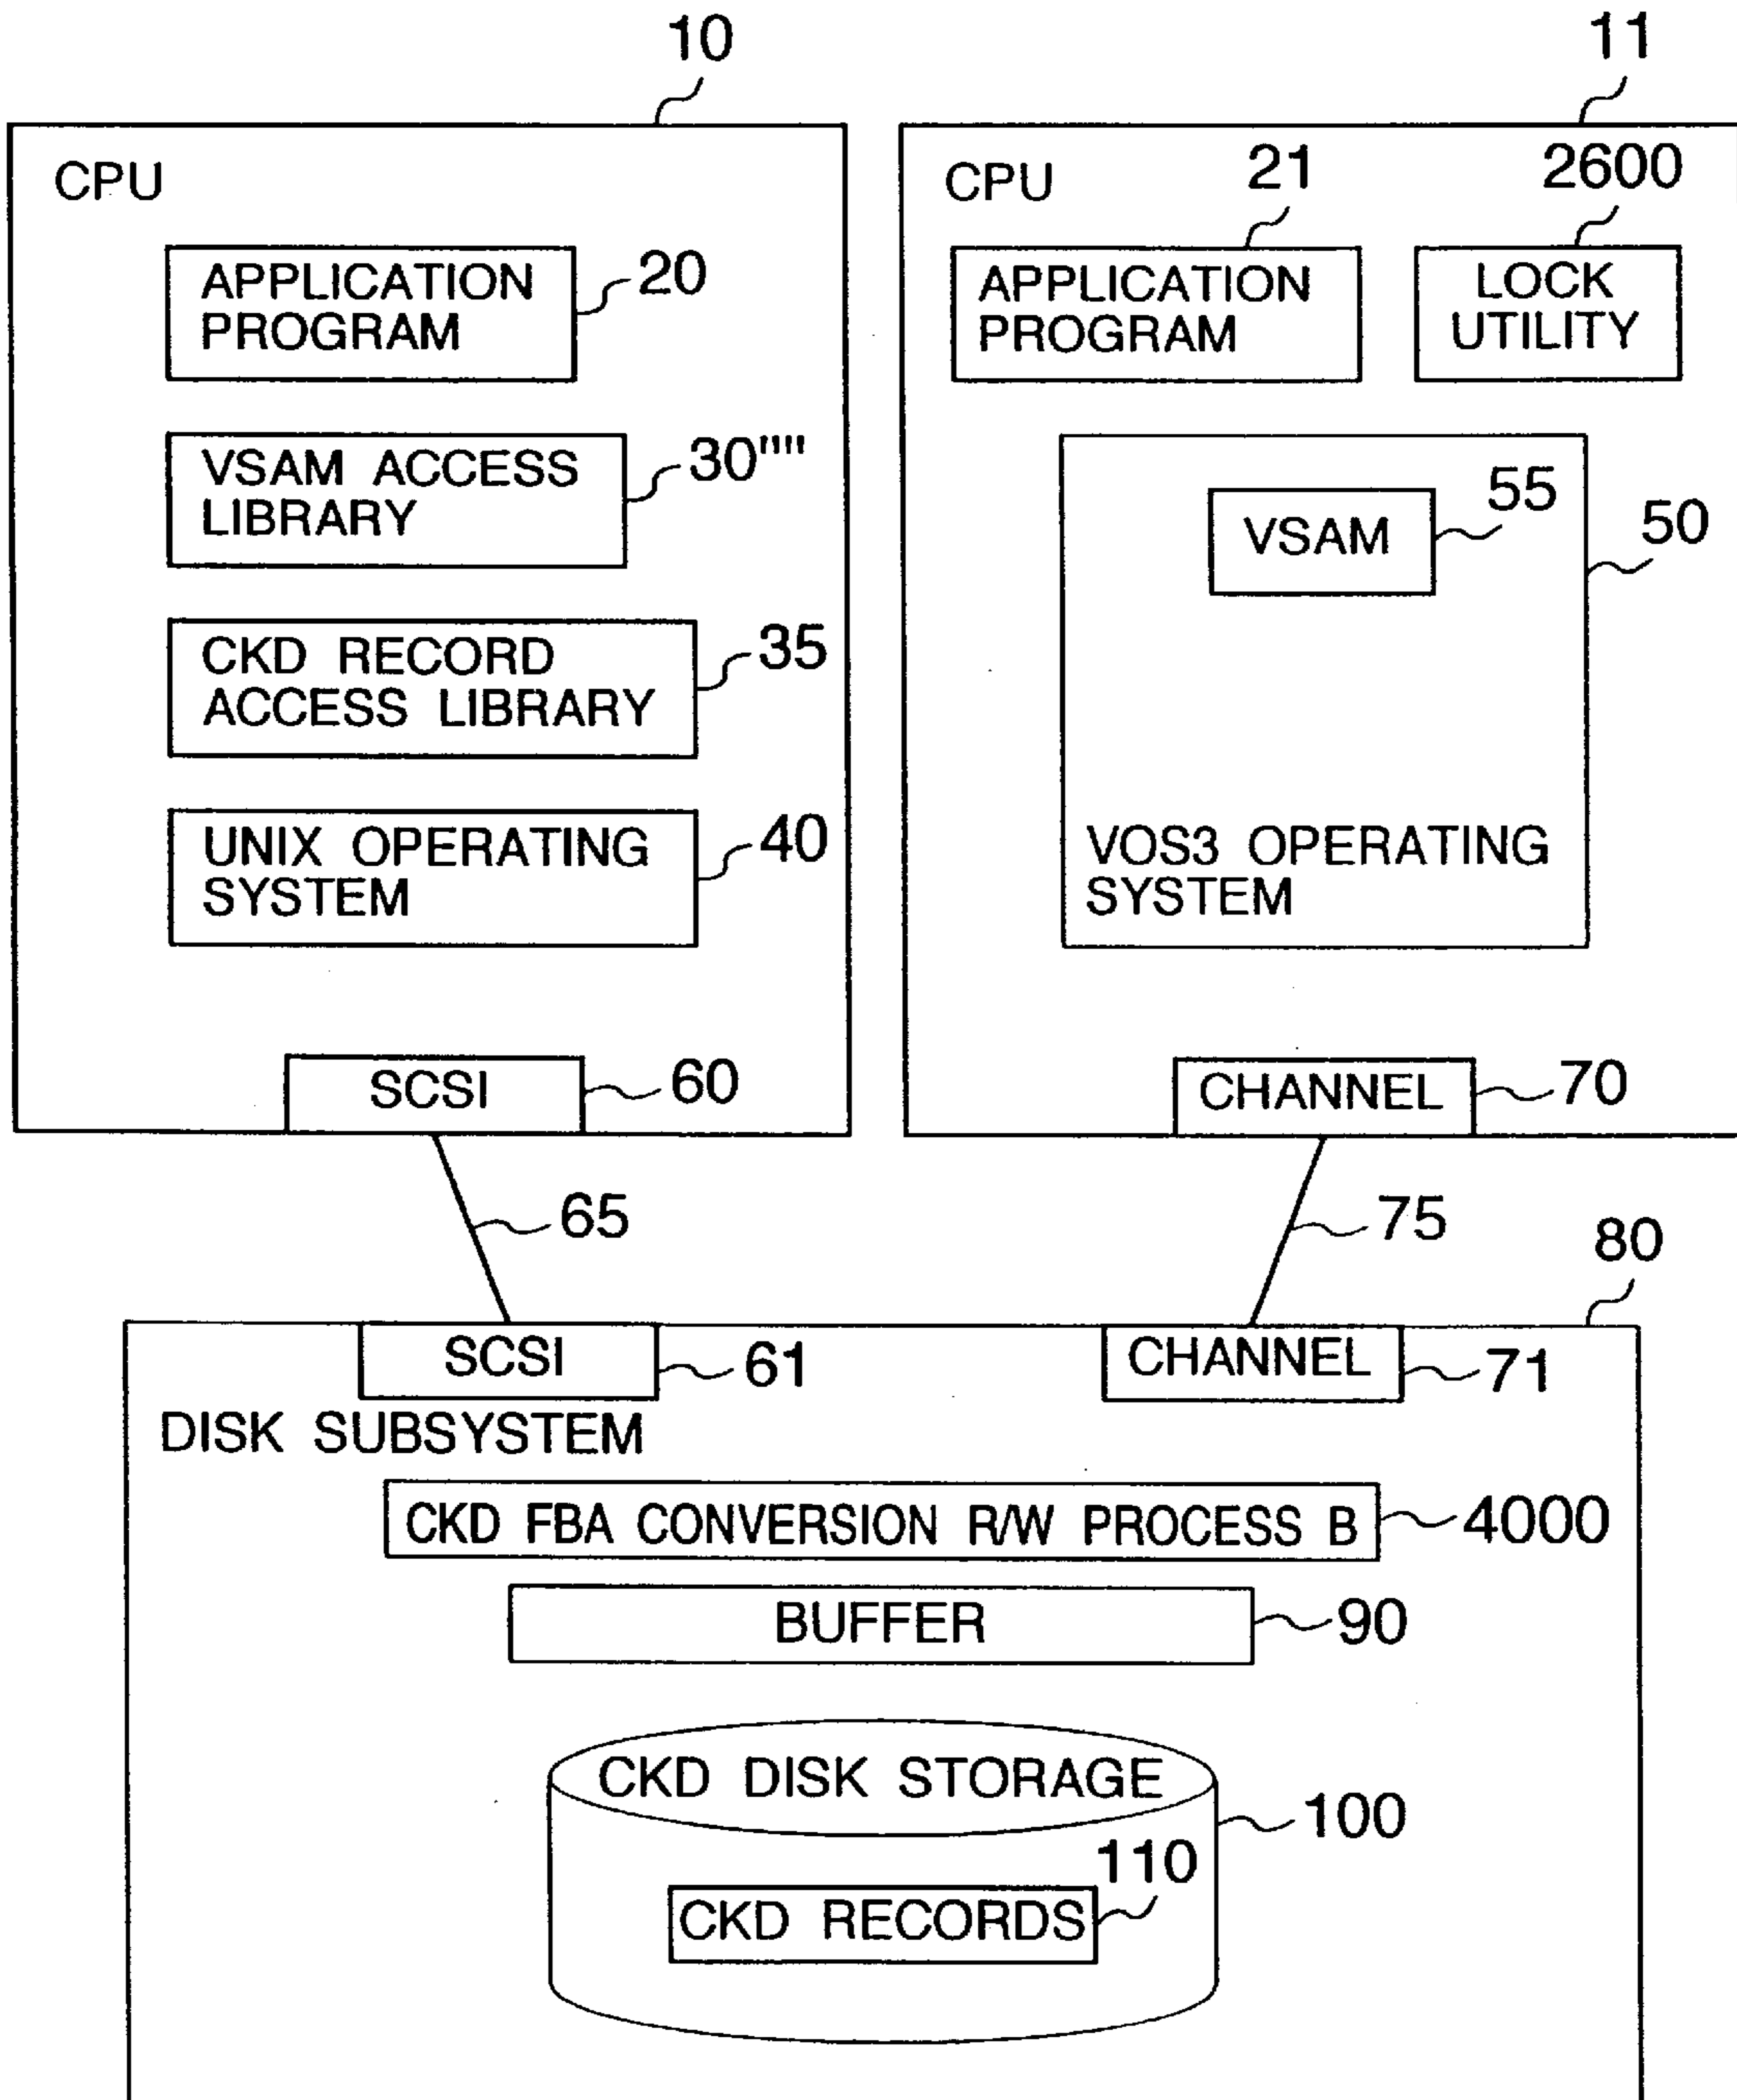 10
11
CPU
APPLICATION
PROGRAM
20
VSAM ACCESS
LIBRARY
30""
CKD RECORD
ACCESS LIBRARY
35
UNIX OPERATING
SYSTEM
40
SCSI
60
CPU
21
2600
APPLICATION
PROGRAM
LOCK
UTILITY
VSAM
55
50
VOS3 OPERATING
SYSTEM
CHANNEL
70
65
75
80
SCSI
61
CHANNEL
71
DISK SUBSYSTEM
CKD FBA CONVERSION R/W PROCESS B
4000
BUFFER
90
CKD DISK STORAGE
100
110
CKD RECORDS